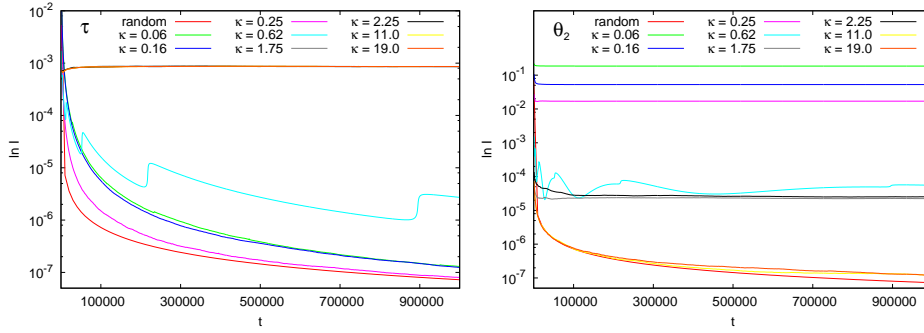 τ
random
κ = 0.06
κ = 0.16
κ = 0.25
κ = 0.62
κ = 1.75
κ = 2.25
κ = 11.0
κ = 19.0
10⁻³
10⁻⁴
10⁻⁵
10⁻⁶
10⁻⁷
ln I
100000 300000 500000 700000 900000
t
θ₂
random
κ = 0.06
κ = 0.16
κ = 0.25
κ = 0.62
κ = 1.75
κ = 2.25
κ = 11.0
κ = 19.0
10⁻¹
10⁻²
10⁻³
10⁻⁴
10⁻⁵
10⁻⁶
10⁻⁷
ln I
100000 300000 500000 700000 900000
t